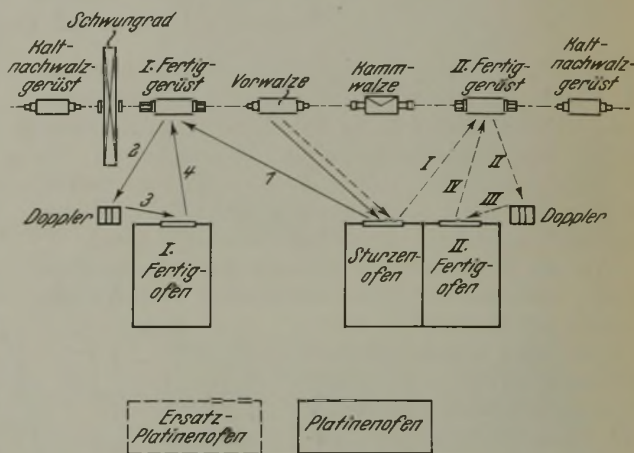 Schwungrad
Kalt-
nachwalz-
gerüst
I. Fertig-
gerüst
Vorwalze
Kamm-
walze
II. Fertig-
gerüst
Kalt-
nachwalz-
gerüst
2
4
1
I
IV
II
3
III
Doppler
Doppler
I.
Fertig-
ofen
Sturzen-
ofen
II.
Fertig-
ofen
Ersatz-
Platinenofen
Platinenofen